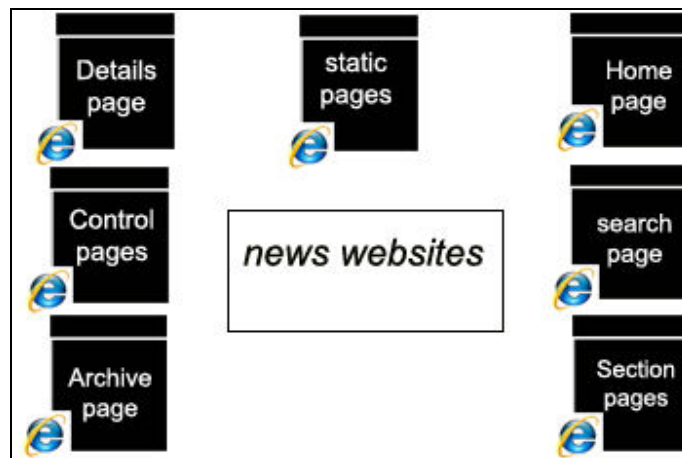 Details
page
static
pages
Home
page
Control
pages
news websites
search
page
Archive
page
Section
pages